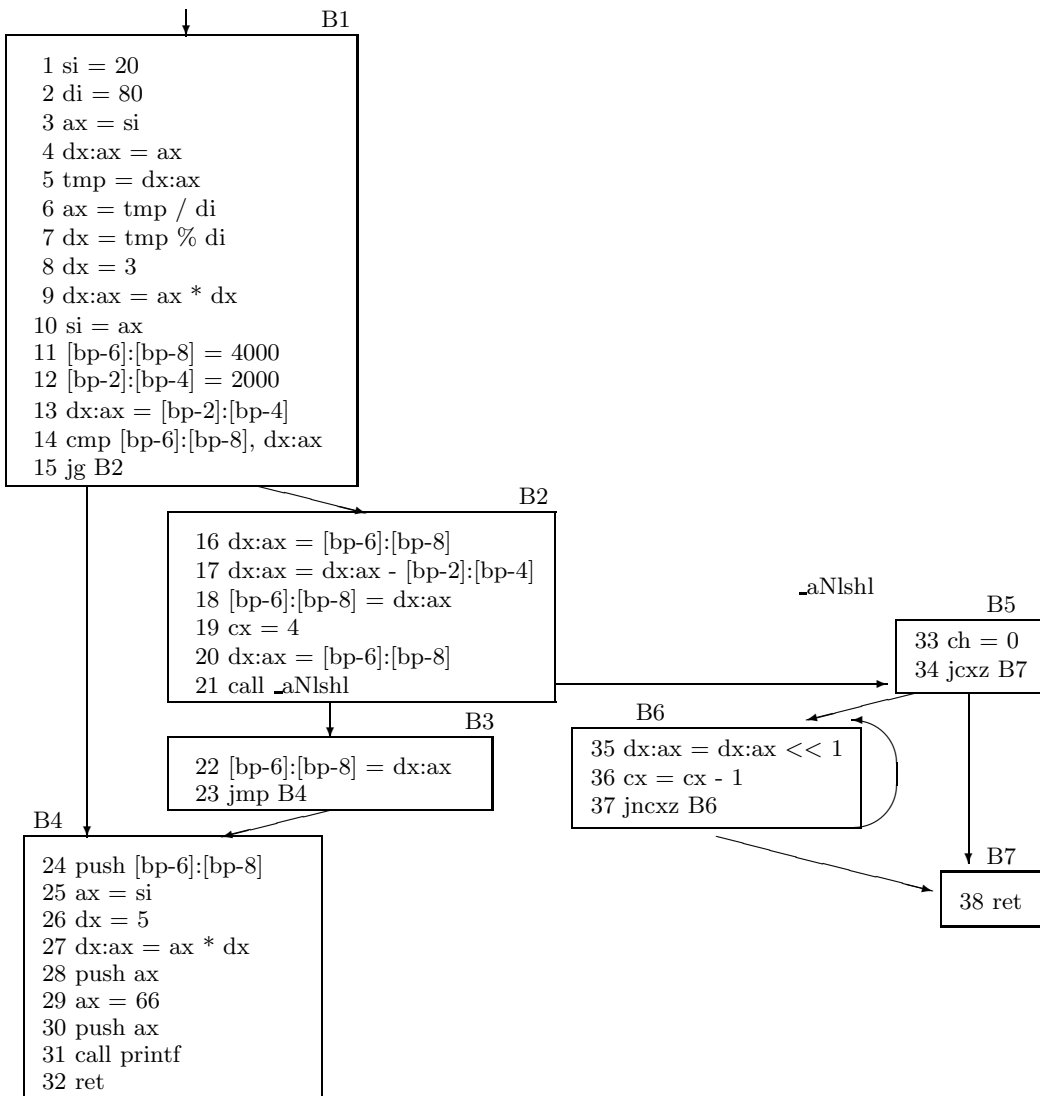 B1
1 si = 20
2 di = 80
3 ax = si
4 dx:ax = ax
5 tmp = dx:ax
6 ax = tmp / di
7 dx = tmp % di
8 dx = 3
9 dx:ax = ax * dx
10 si = ax
11 [bp-6]:[bp-8] = 4000
12 [bp-2]:[bp-4] = 2000
13 dx:ax = [bp-2]:[bp-4]
14 cmp [bp-6]:[bp-8], dx:ax
15 jg B2
B2
16 dx:ax = [bp-6]:[bp-8]
17 dx:ax = dx:ax - [bp-2]:[bp-4]
18 [bp-6]:[bp-8] = dx:ax
19 cx = 4
20 dx:ax = [bp-6]:[bp-8]
21 call _aNlshl
B3
22 [bp-6]:[bp-8] = dx:ax
23 jmp B4
B4
24 push [bp-6]:[bp-8]
25 ax = si
26 dx = 5
27 dx:ax = ax * dx
28 push ax
29 ax = 66
30 push ax
31 call printf
32 ret
_aNlshl
B5
33 ch = 0
34 jcxz B7
B6
35 dx:ax = dx:ax << 1
36 cx = cx - 1
37 jncxz B6
B7
38 ret